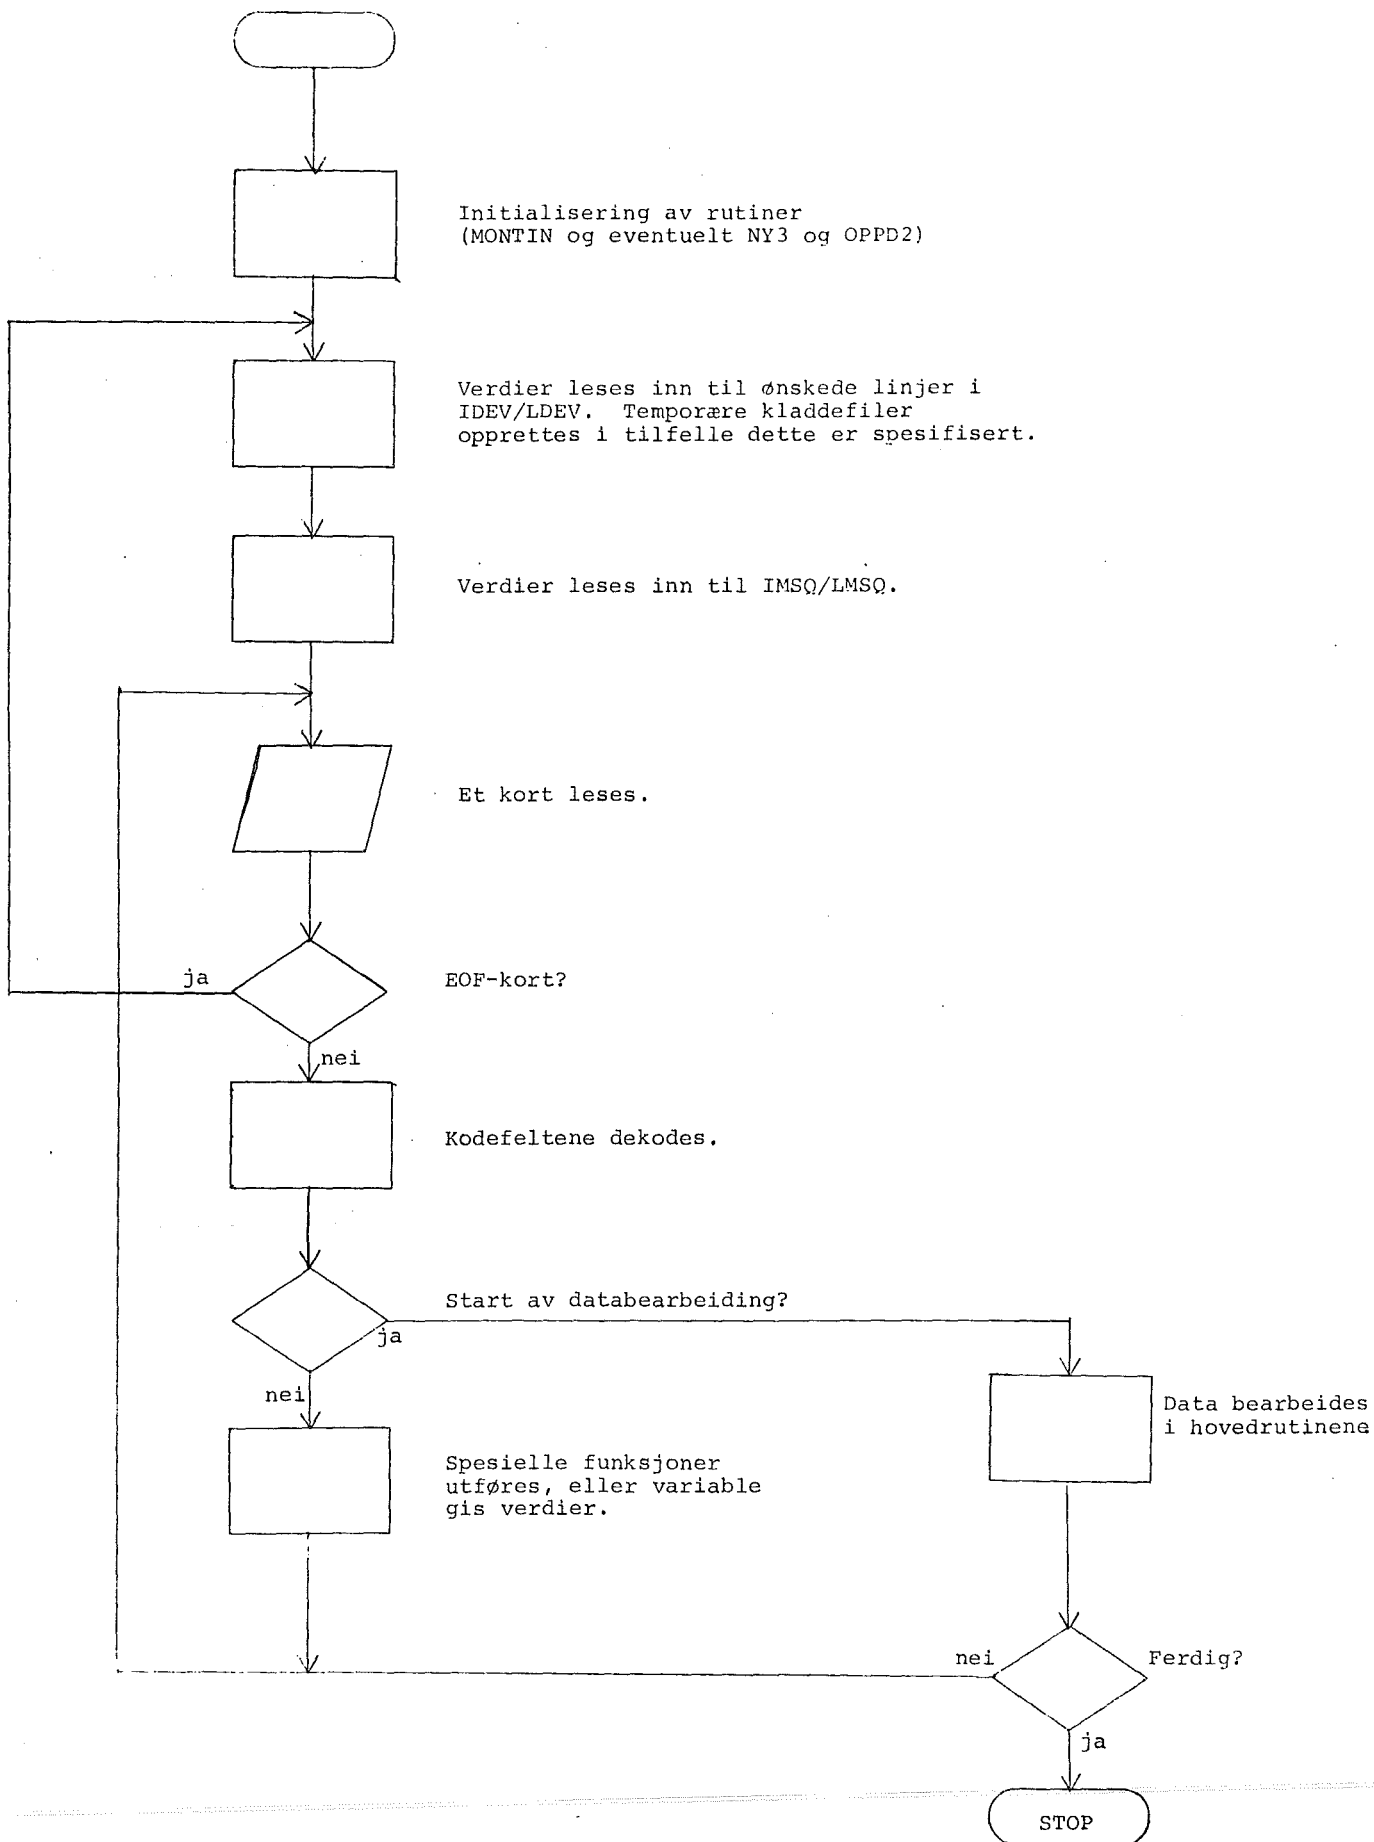 Initialisering av rutiner
(MONTIN og eventuelt NY3 og OPPD2)
Verdier leses inn til ønskede linjer i
IDEV/LDEV. Temporære kladdefiler
opprettes i tilfelle dette er spesifisert.
Verdier leses inn til IMSQ/LMSQ.
Et kort leses.
ja
EOF-kort?
nei
Kodefeltene dekodes.
Start av databearbeiding?
ja
nei
Data bearbeides
i hovedrutinene
Spesielle funksjoner
utføres, eller variable
gis verdier.
nei
Ferdig?
ja
STOP